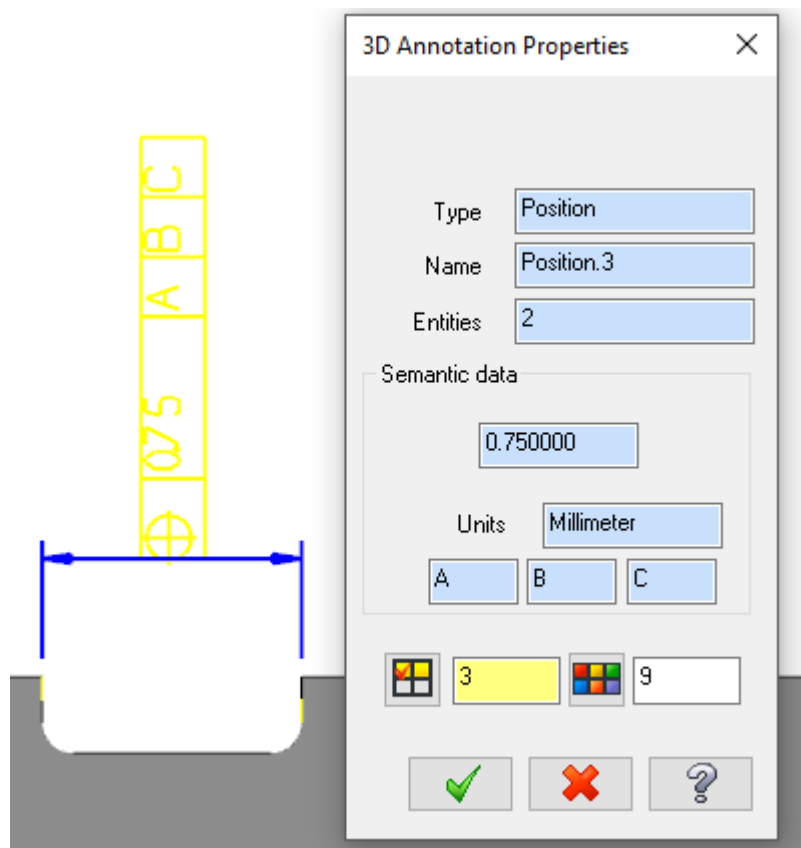 3D Annotation Properties
Type Position
Name Position.3
Entities 2
Semantic data
0.750000
Units Millimeter
A B C
3 9
0.75 A B C